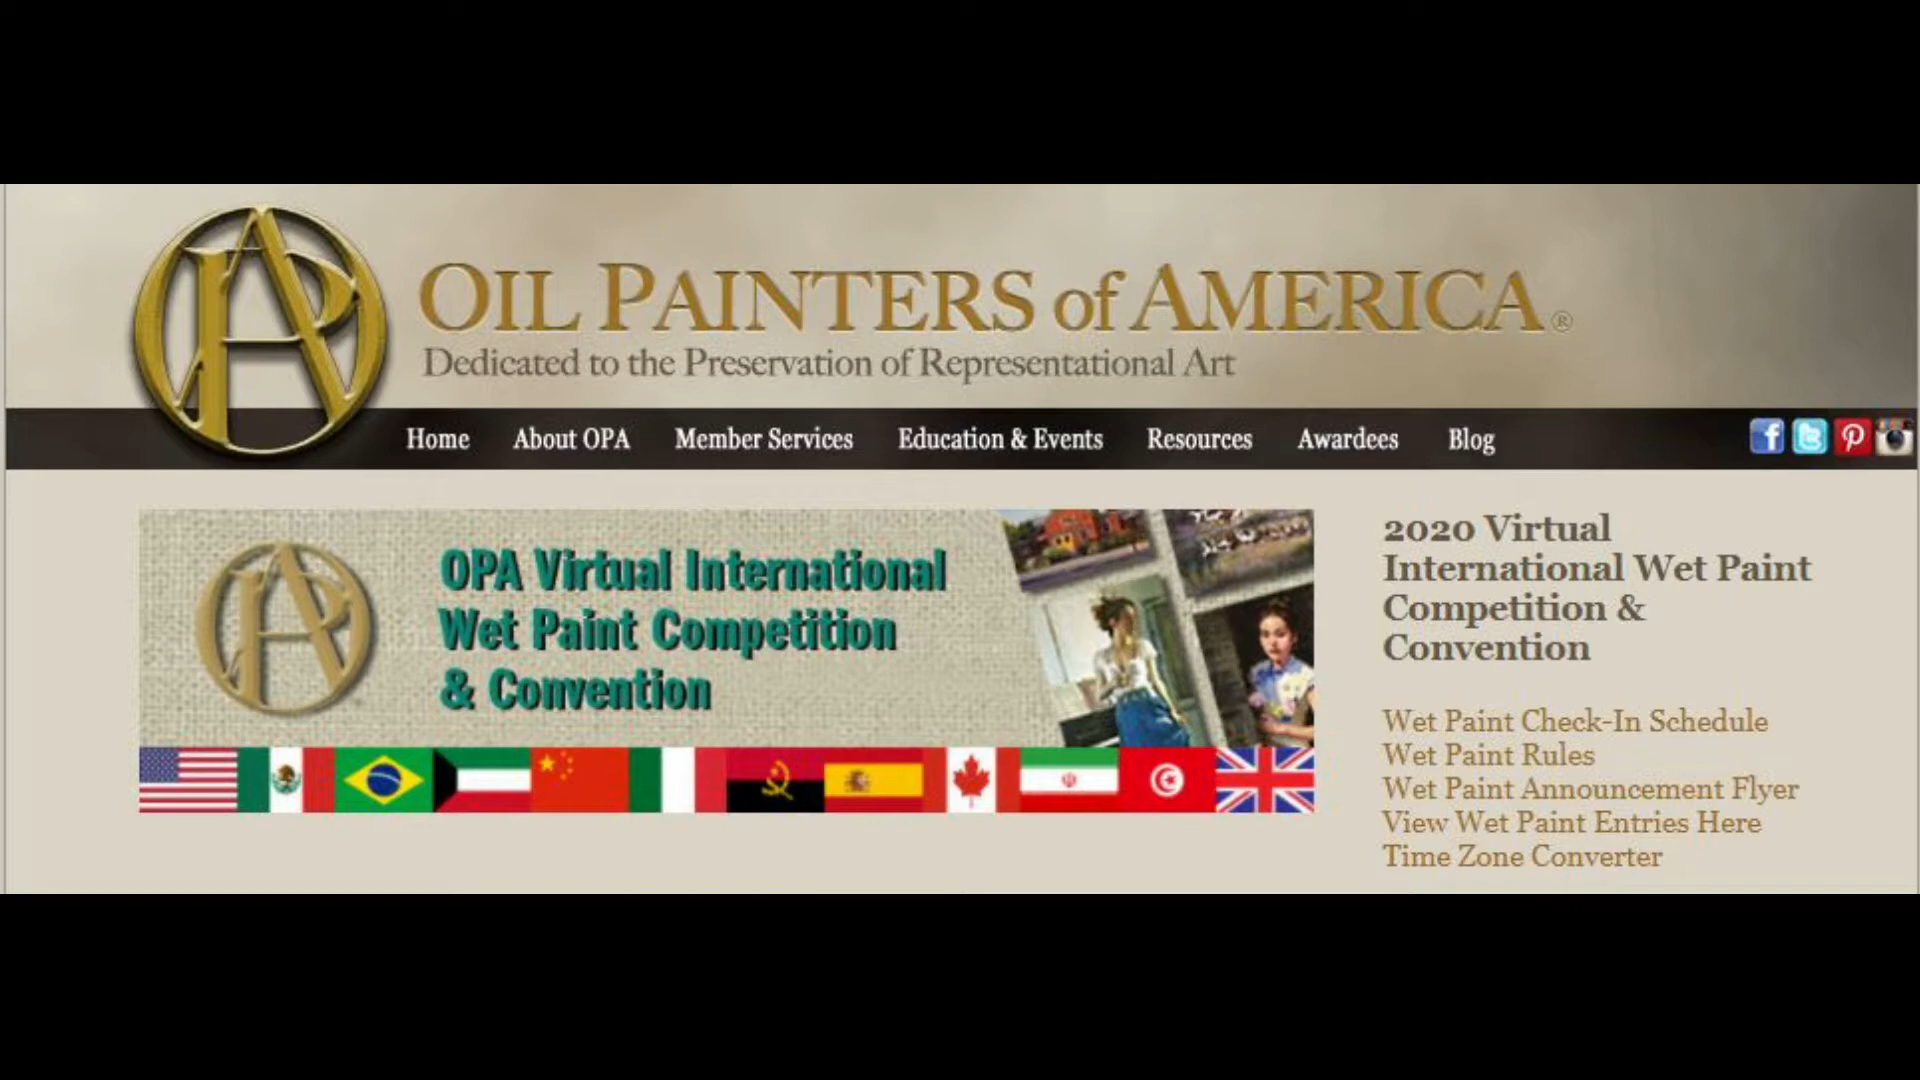 OIL PAINTERS of AMERICA®
Dedicated to the Preservation of Representational Art
Home About OPA Member Services Education & Events Resources Awardees Blog
OPA Virtual International
Wet Paint Competition
& Convention
2020 Virtual
International Wet Paint
Competition &
Convention
Wet Paint Check-In Schedule
Wet Paint Rules
Wet Paint Announcement Flyer
View Wet Paint Entries Here
Time Zone Converter